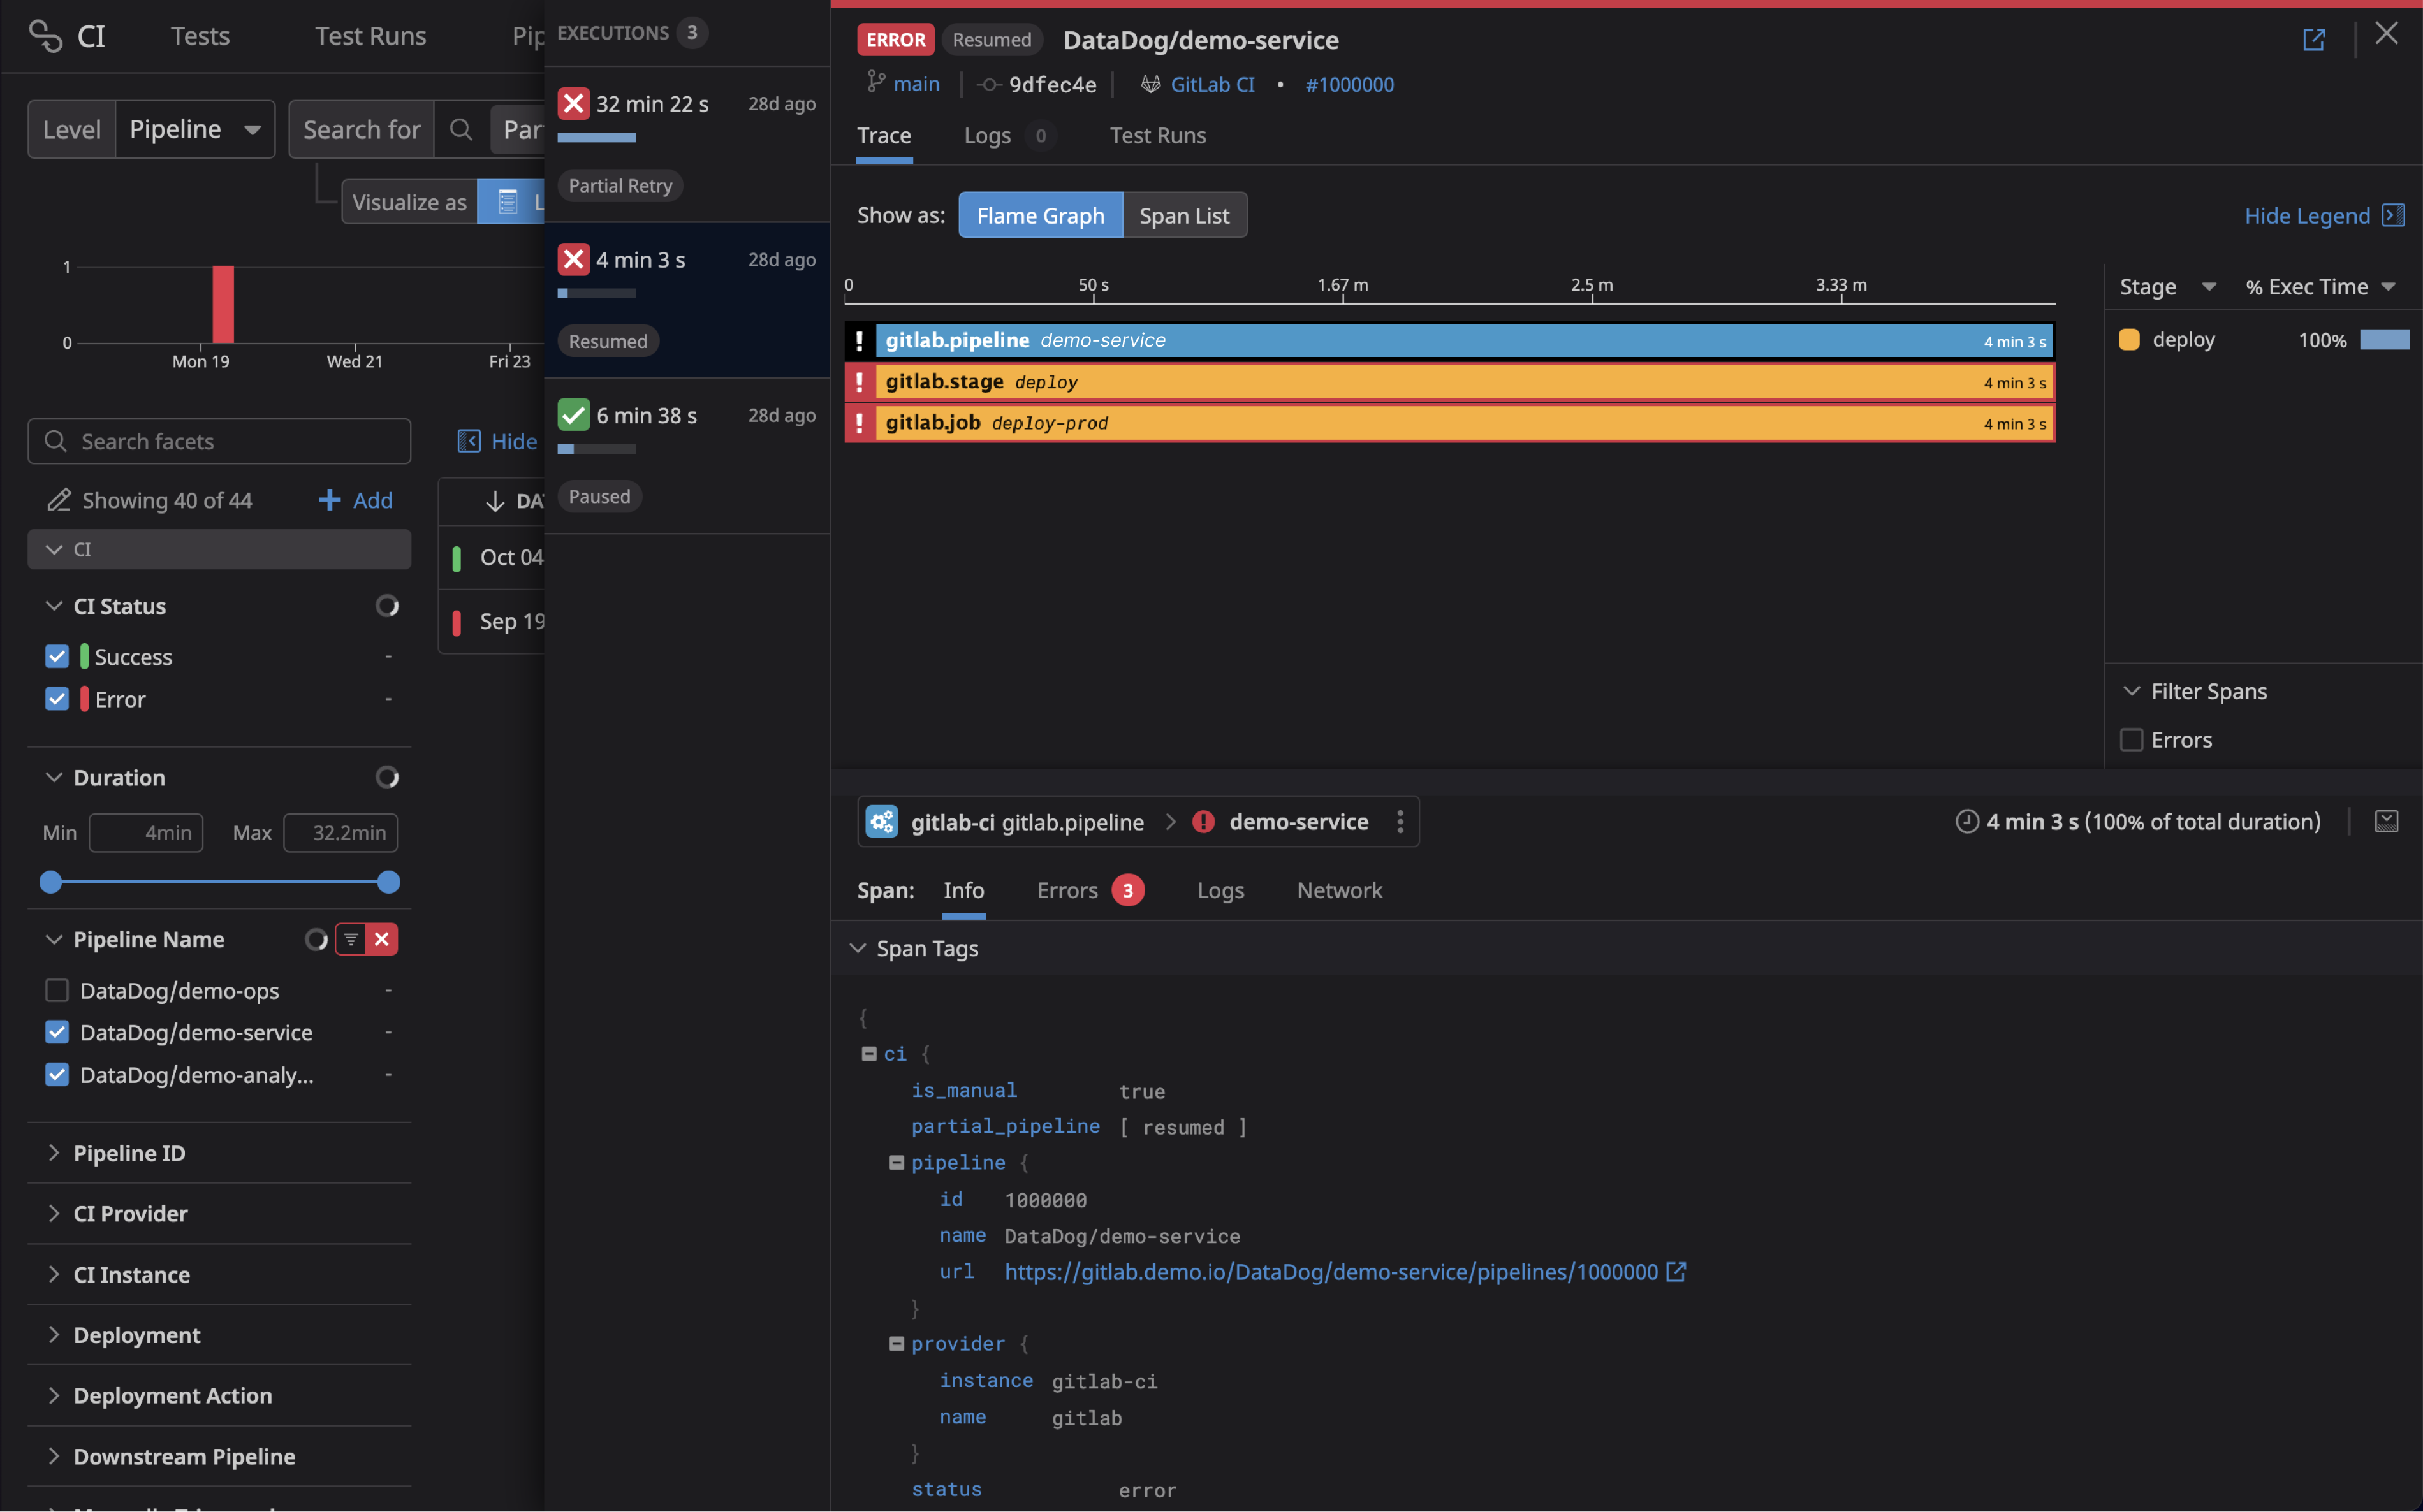 CI
Tests
Test Runs
Pip
Level
Pipeline
Search for
Par
Visualize as
L
1
0
Mon 19
Wed 21
Fri 23
Search facets
Hide
Showing 40 of 44
+ Add
DA
CI
Oct 04
Sep 19
CI Status
Success -
Error -
Duration
Min 4min Max 32.2min
Pipeline Name
DataDog/demo-ops -
DataDog/demo-service -
DataDog/demo-analy... -
Pipeline ID
CI Provider
CI Instance
Deployment
Deployment Action
Downstream Pipeline
EXECUTIONS 3
32 min 22 s 28d ago
Partial Retry
4 min 3 s 28d ago
Resumed
6 min 38 s 28d ago
Paused
ERROR Resumed DataDog/demo-service
main 9dfec4e GitLab CI • #1000000
Trace Logs 0 Test Runs
Show as: Flame Graph Span List Hide Legend
0 50 s 1.67 m 2.5 m 3.33 m
! gitlab.pipeline demo-service 4 min 3 s
! gitlab.stage deploy 4 min 3 s
! gitlab.job deploy-prod 4 min 3 s
Stage % Exec Time
deploy 100%
Filter Spans
Errors
gitlab-ci gitlab.pipeline > demo-service
4 min 3 s (100% of total duration)
Span: Info Errors 3 Logs Network
Span Tags
{
ci {
is_manual true
partial_pipeline [ resumed ]
pipeline {
id 1000000
name DataDog/demo-service
url https://gitlab.demo.io/DataDog/demo-service/pipelines/1000000
}
provider {
instance gitlab-ci
name gitlab
}
status error